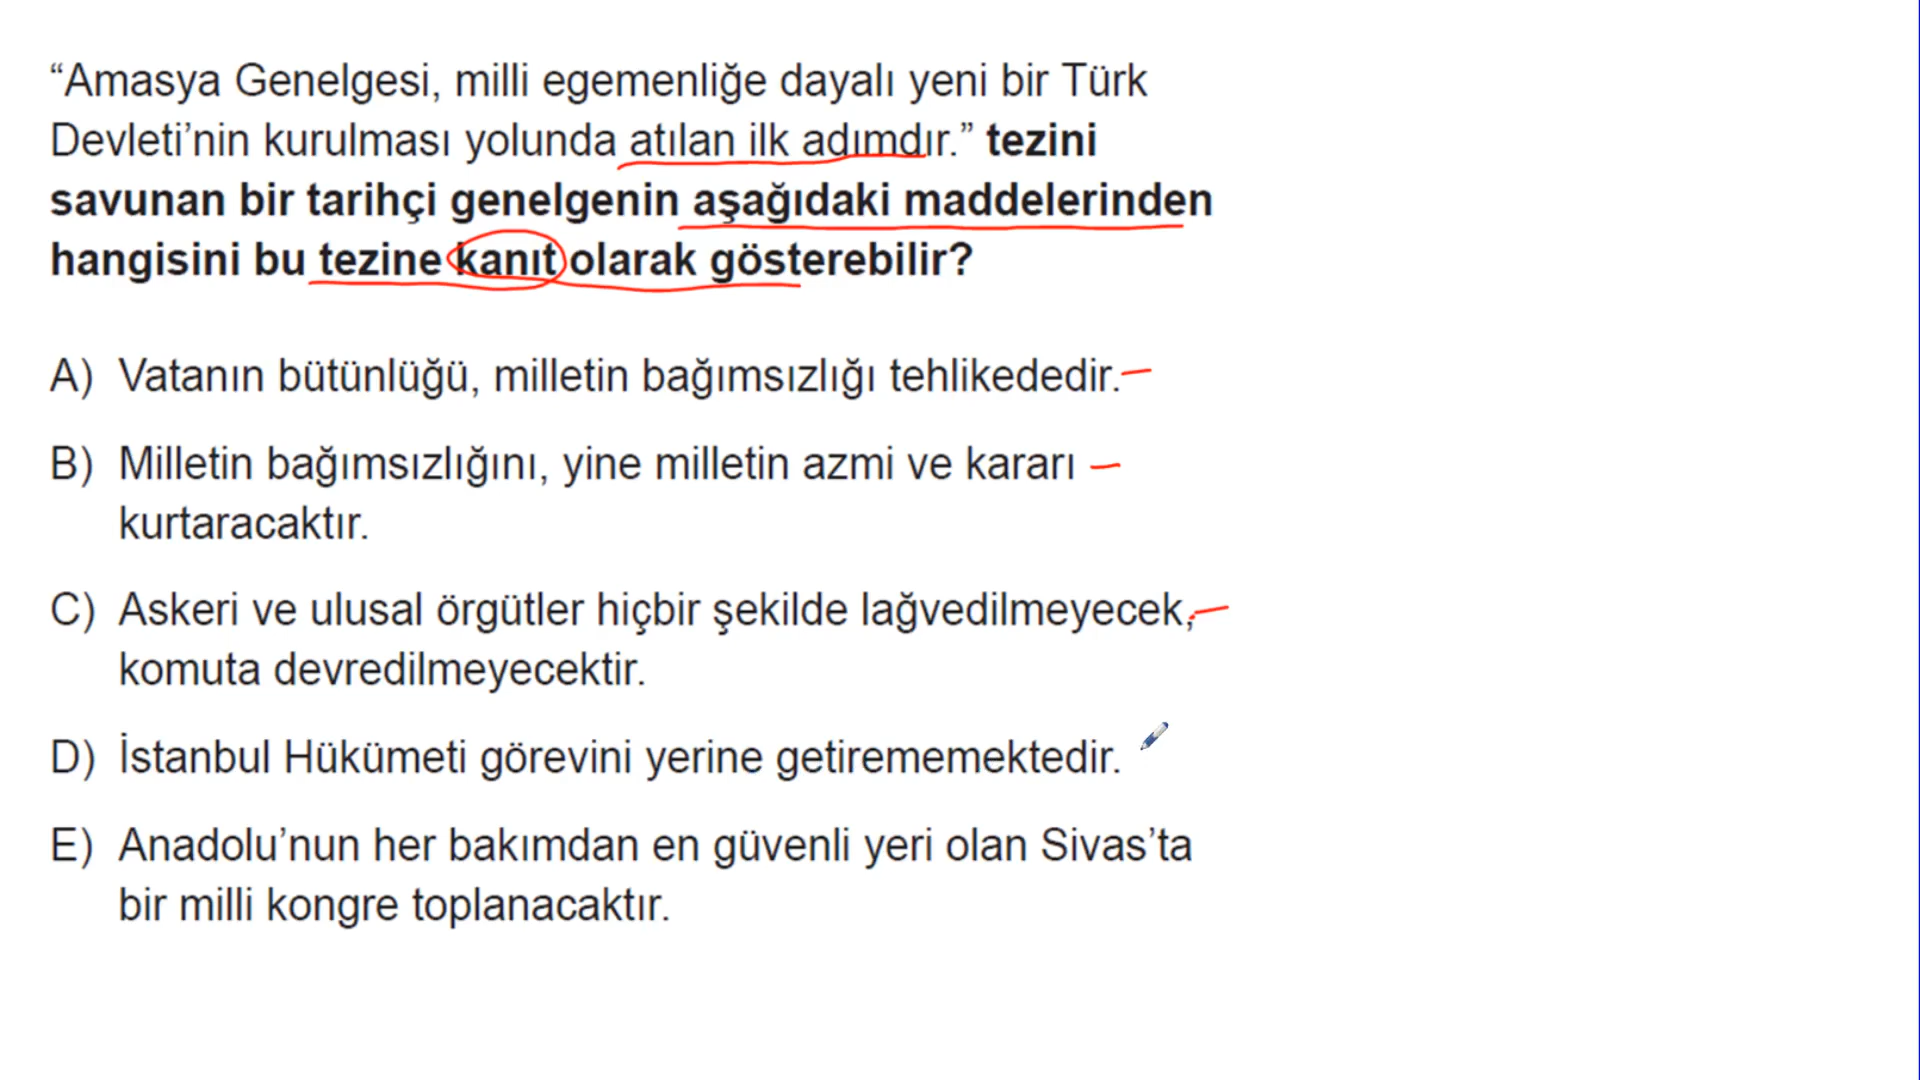 “Amasya Genelgesi, milli egemenliğe dayalı yeni bir Türk
Devleti’nin kurulması yolunda atılan ilk adımdır.” tezini
savunan bir tarihçi genelgenin aşağıdaki maddelerinden
hangisini bu tezine kanıt olarak gösterebilir?
A) Vatanın bütünlüğü, milletin bağımsızlığı tehlikededir.
B) Milletin bağımsızlığını, yine milletin azmi ve kararı
kurtaracaktır.
C) Askeri ve ulusal örgütler hiçbir şekilde lağvedilmeyecek,
komuta devredilmeyecektir.
D) İstanbul Hükümeti görevini yerine getirememektedir.
E) Anadolu’nun her bakımdan en güvenli yeri olan Sivas’ta
bir milli kongre toplanacaktır.